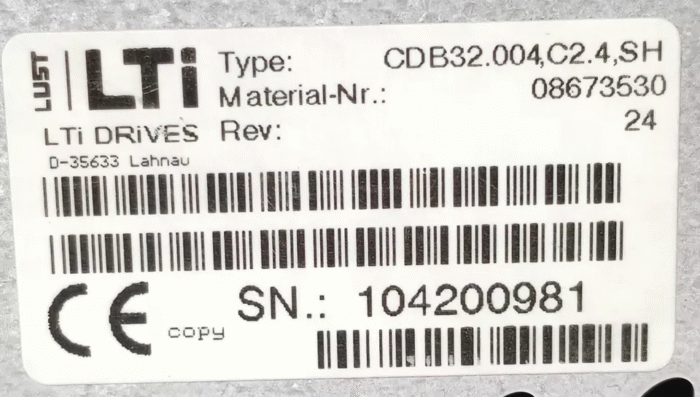 LUST
LTi Type: CDB32.004,C2.4,SH
Material-Nr.: 08673530
LTi DRiVES Rev: 24
D-35633 Lahnau
SN.: 104200981
CE copy